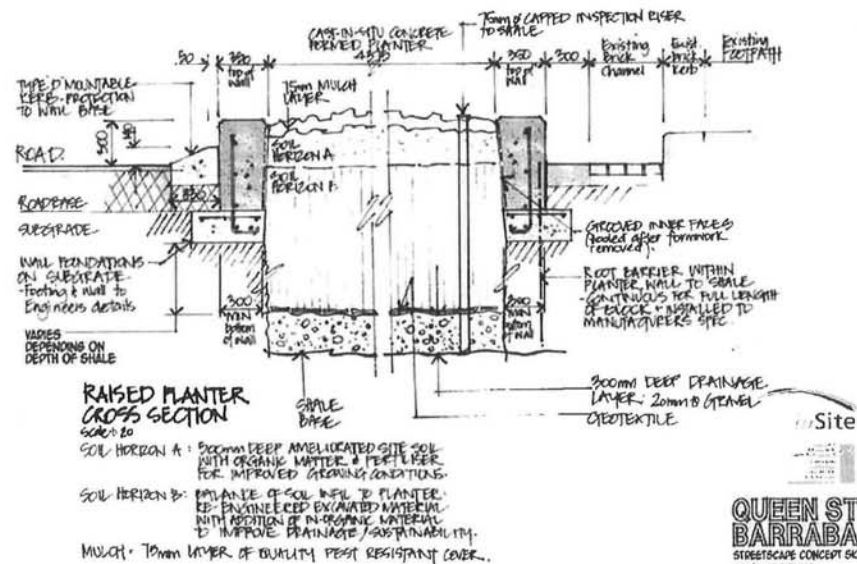 CAST-IN-SITU CONCRETE
FORMED PLANTER
75mm ø CAPPED INSPECTION RISER
TO SHALE
50
350
top of
wall
350
top of
wall
300
Existing
Brick
Channel
Exist.
brick
Kerb
Existing
FOOTPATH
TYPE 'D' MOUNTABLE
KERB - PROTECTION
TO WALL BASE
75mm MULCH
LAYER
500
ROAD
SOIL
HORIZON A
SOIL
HORIZON B
ROADBASE
SUBGRADE
WALL FOUNDATIONS
ON SUBGRADE
- Footing & Wall to
Engineers details
GROOVED INNER FACES
after formwork
removed).
ROOT BARRIER WITHIN
PLANTER WALL TO SHALE
- CONTINUOUS FOR FULL LENGTH
OF BLOCK - INSTALLED TO
MANUFACTURERS SPEC.
300
MIN
bottom
of wall
MIN
bottom
of wall
VARIES
DEPENDING ON
DEPTH OF SHALE
SHALE
BASE
300mm DEEP DRAINAGE
LAYER: 20mm ø GRAVEL
GEOTEXTILE
RAISED PLANTER
CROSS SECTION
Scale 1:20
SOIL HORIZON A: 500mm DEEP AMELIORATED SITE SOIL
WITH ORGANIC MATTER & FERTILISER
FOR IMPROVED GROWING CONDITIONS.
SOIL HORIZON B: BALANCE OF SOIL INFIL TO PLANTER.
RE-ENGINEERED EXCAVATED MATERIAL
WITH ADDITION OF IN-ORGANIC MATERIAL
TO IMPROVE DRAINAGE / SUSTAINABILITY.
MULCH - 75mm LAYER OF QUALITY PEST RESISTANT COVER.
inSite
QUEEN ST
BARRABA
STREETSCAPE CONCEPT SK